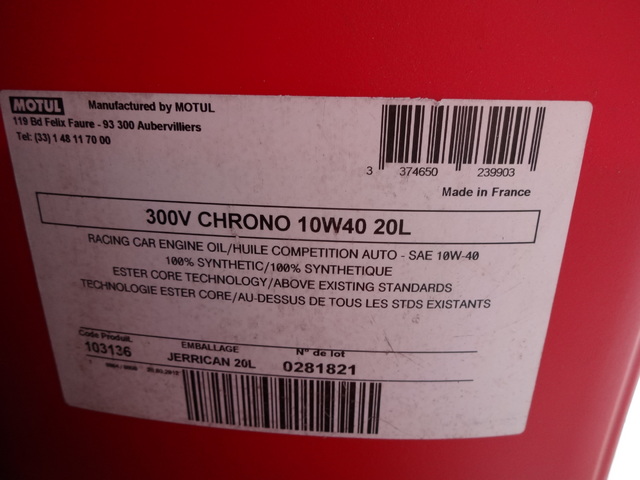 MOTUL
Manufactured by MOTUL
119 Bd Felix Faure - 93 300 Aubervilliers
Tel: (33) 1 48 11 70 00
3 374650 239903
Made in France
300V CHRONO 10W40 20L
RACING CAR ENGINE OIL/HUILE COMPETITION AUTO - SAE 10W-40
100% SYNTHETIC/100% SYNTHETIQUE
ESTER CORE TECHNOLOGY/ABOVE EXISTING STANDARDS
TECHNOLOGIE ESTER CORE/AU-DESSUS DE TOUS LES STDS EXISTANTS
Code Produit.
EMBALLAGE
N° de lot
103136
JERRICAN 20L
0281821